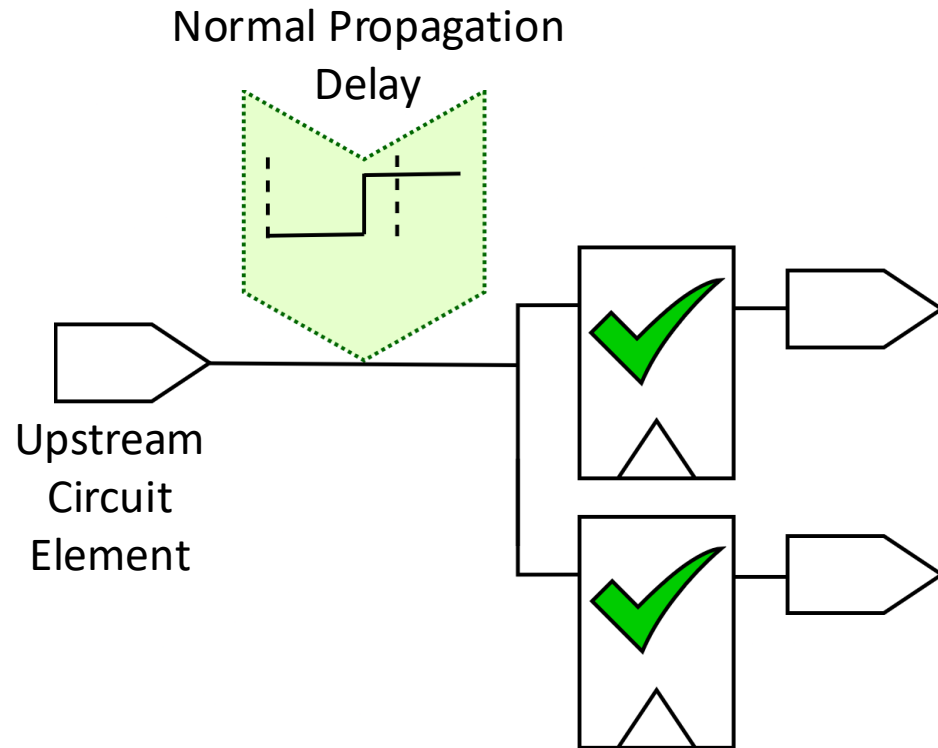 Normal Propagation
Delay
Upstream
Circuit
Element